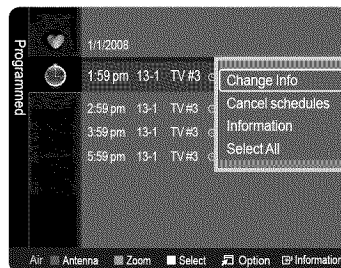 Programmed
1/1/2008
1:59 pm 13-1 TV #3
Change Info
2:59 pm 13-1 TV #3
Cancel schedules
3:59 pm 13-1 TV #3
Information
5:59 pm 13-1 TV #3
Select All
Air Antenna Zoom Select Option Information